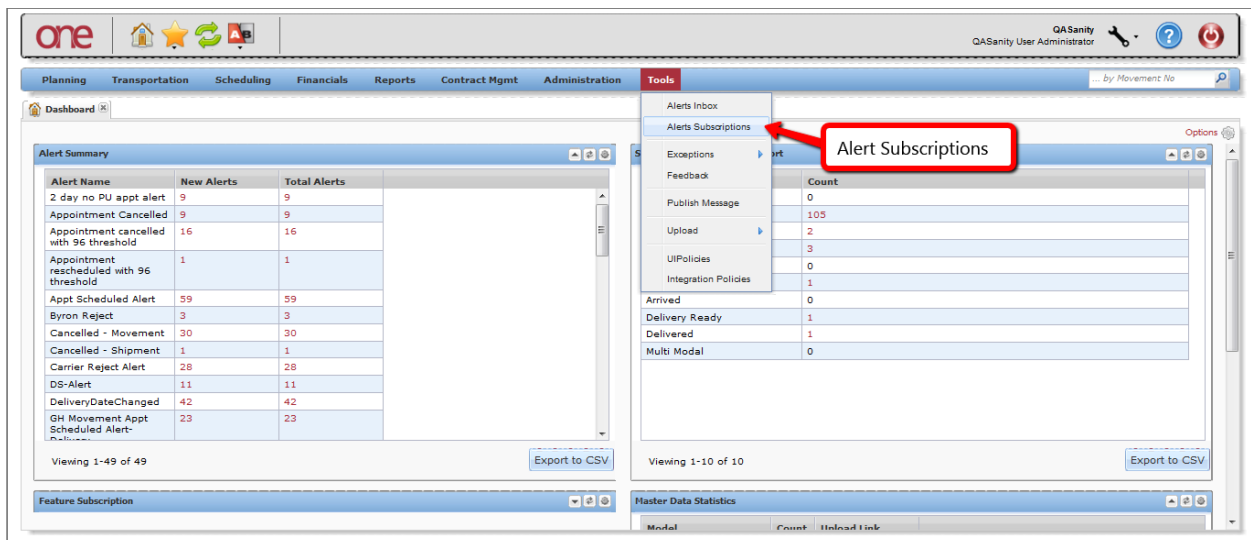 one
A B
QASanity
QASanity User Administrator
Planning Transportation Scheduling Financials Reports Contract Mgmt Administration Tools
... by Movement No
Dashboard
Alerts Inbox
Alerts Subscriptions
Exceptions
Feedback
Publish Message
Upload
UIPolicies
Integration Policies
Alert Subscriptions
Options
Alert Summary
Alert Name New Alerts Total Alerts
2 day no PU appt alert 9 9
Appointment Cancelled 9 9
Appointment cancelled 16 16
with 96 threshold
Appointment 1 1
rescheduled with 96
threshold
Appt Scheduled Alert 59 59
Byron Reject 3 3
Cancelled - Movement 30 30
Cancelled - Shipment 1 1
Carrier Reject Alert 28 28
DS-Alert 11 11
DeliveryDateChanged 42 42
GH Movement Appt 23 23
Scheduled Alert-
Viewing 1-49 of 49
Export to CSV
S
ort
Count
0
105
2
3
0
1
Arrived 0
Delivery Ready 1
Delivered 1
Multi Modal 0
Viewing 1-10 of 10
Export to CSV
Feature Subscription
Master Data Statistics
Model Count Upload Link